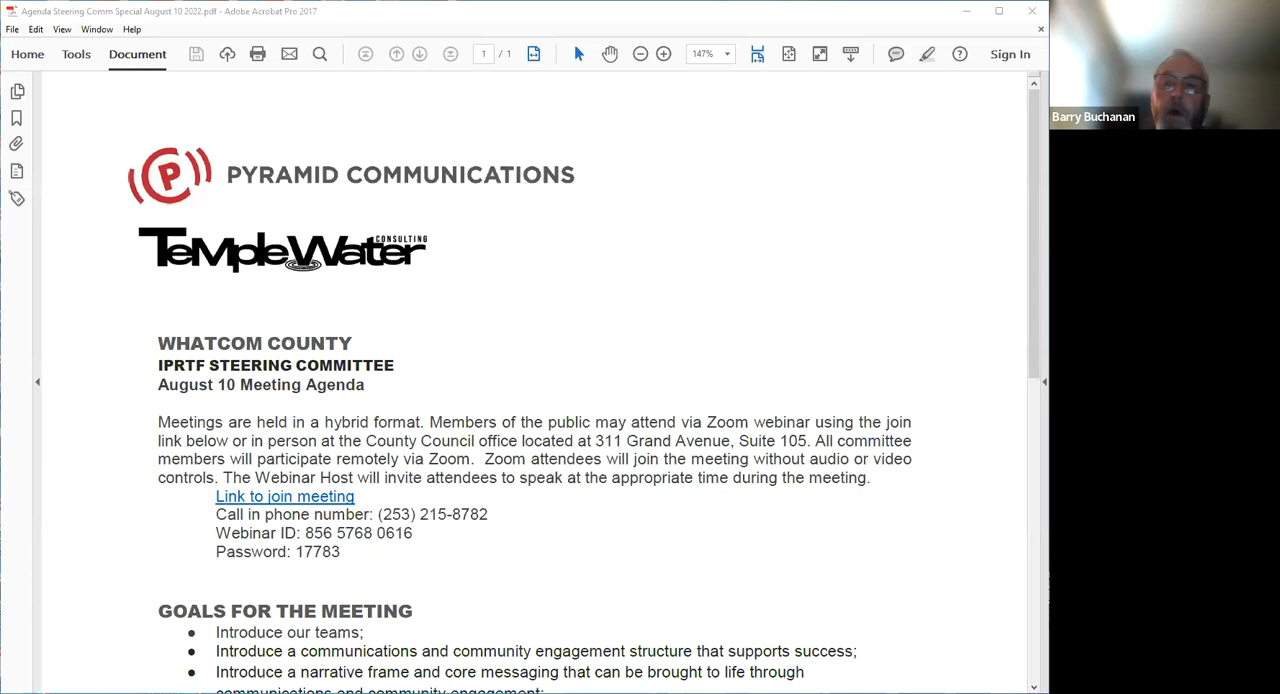 Agenda Steering Comm Special August 10 2022.pdf - Adobe Acrobat Pro 2017
File Edit View Window Help
Home Tools Document 1 / 1 147% Sign In
Barry Buchanan
P PYRAMID COMMUNICATIONS
TempleWater CONSULTING
WHATCOM COUNTY
IPRTF STEERING COMMITTEE
August 10 Meeting Agenda
Meetings are held in a hybrid format. Members of the public may attend via Zoom webinar using the join
link below or in person at the County Council office located at 311 Grand Avenue, Suite 105. All committee
members will participate remotely via Zoom. Zoom attendees will join the meeting without audio or video
controls. The Webinar Host will invite attendees to speak at the appropriate time during the meeting.
Link to join meeting
Call in phone number: (253) 215-8782
Webinar ID: 856 5768 0616
Password: 17783
GOALS FOR THE MEETING
• Introduce our teams;
• Introduce a communications and community engagement structure that supports success;
• Introduce a narrative frame and core messaging that can be brought to life through
communications and community engagement;